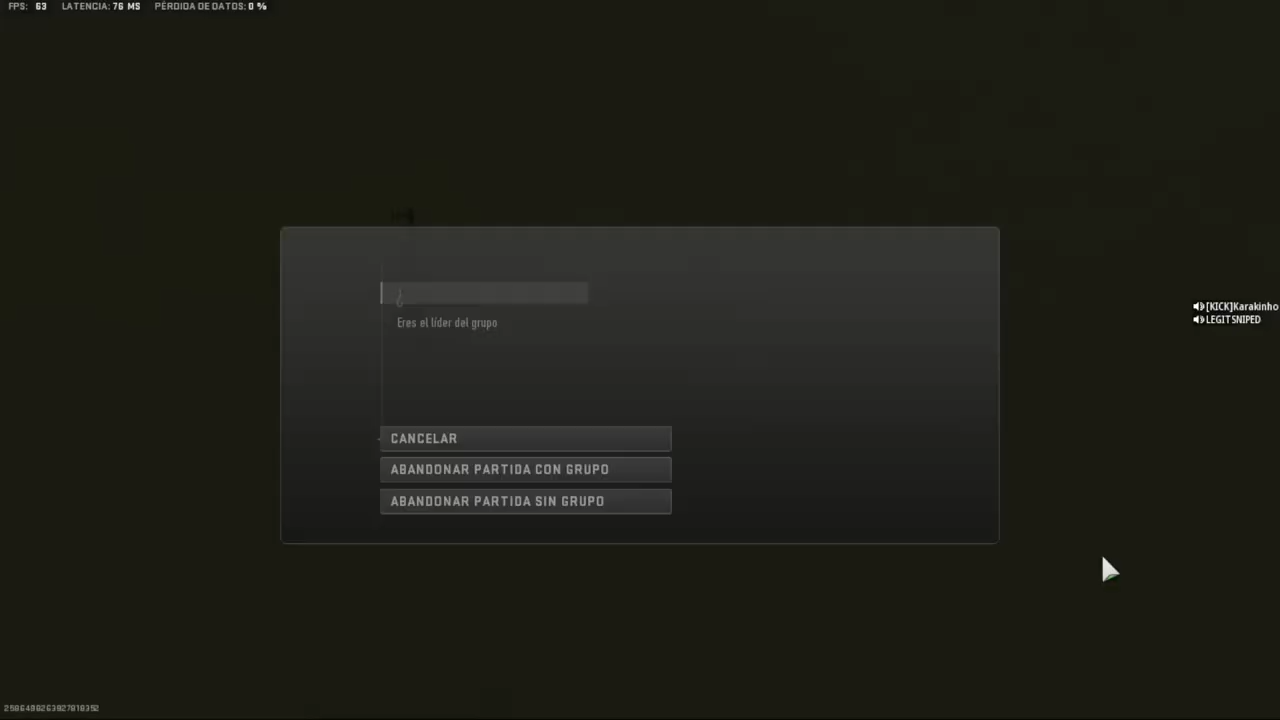 FPS: 63 LATENCIA: 76 MS PÉRDIDA DE DATOS: 0 %
¿
Eres el líder del grupo
[KICK]Karakinho
LEGITSNIPED
CANCELAR
ABANDONAR PARTIDA CON GRUPO
ABANDONAR PARTIDA SIN GRUPO